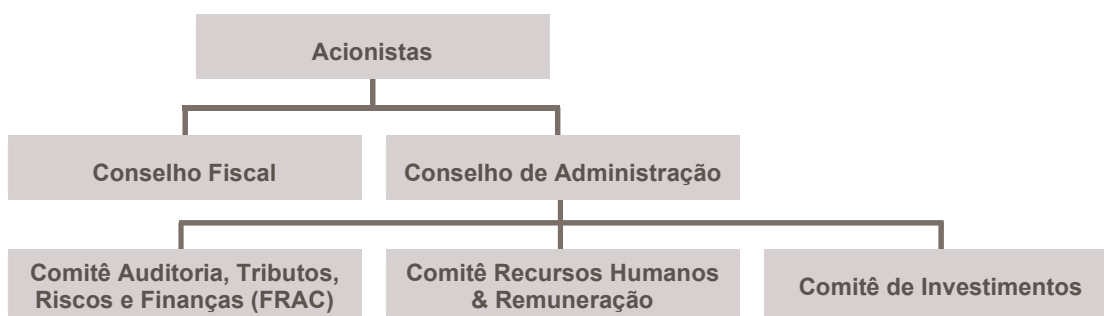 Acionistas
Conselho Fiscal
Conselho de Administração
Comitê Auditoria, Tributos,
Riscos e Finanças (FRAC)
Comitê Recursos Humanos
& Remuneração
Comitê de Investimentos